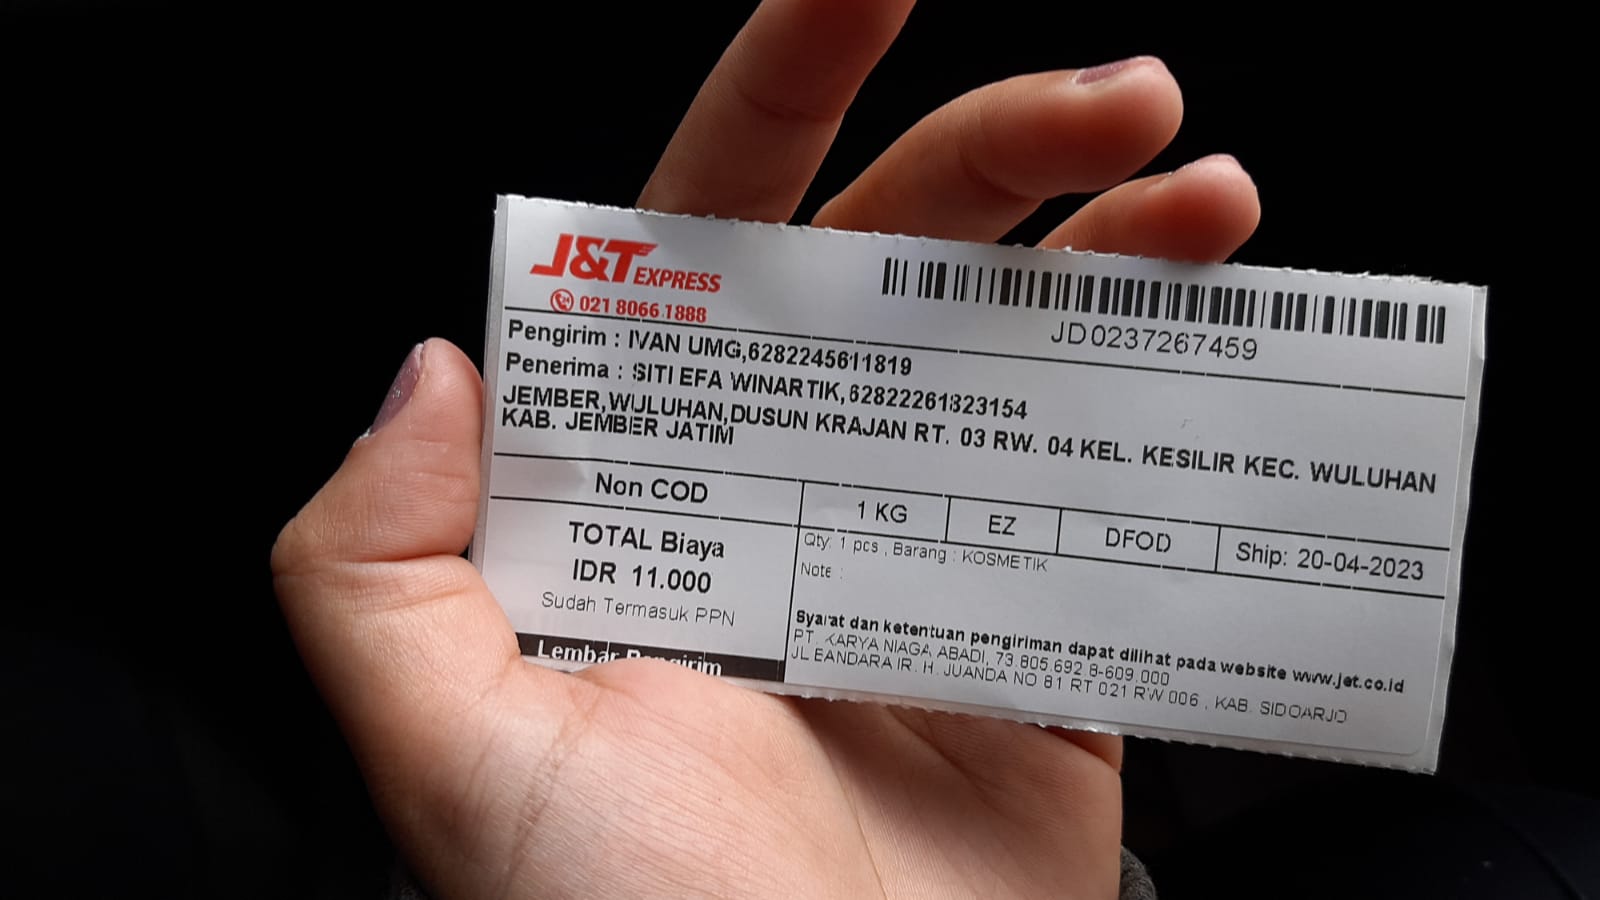 J&T EXPRESS
021 8066 1888
JD0237267459
Pengirim : IVAN UMG,6282245611819
Penerima : SITI EFA WINARTIK,62822261823154
JEMBER,WULUHAN,DUSUN KRAJAN RT. 03 RW. 04 KEL. KESILIR KEC. WULUHAN
KAB. JEMBER JATIM
Non COD
1 KG
EZ
DFOD
Ship: 20-04-2023
TOTAL Biaya
IDR 11.000
Sudah Termasuk PPN
Lembar Pengirim
Qty: 1 pcs , Barang : KOSMETIK
Note :
Syarat dan ketentuan pengiriman dapat dilihat pada website www.jet.co.id
PT. KARYA NIAGA ABADI, 73.805.692.8-609.000
JL BANDARA IR. H. JUANDA NO 81 RT 021 RW 006 , KAB. SIDOARJO